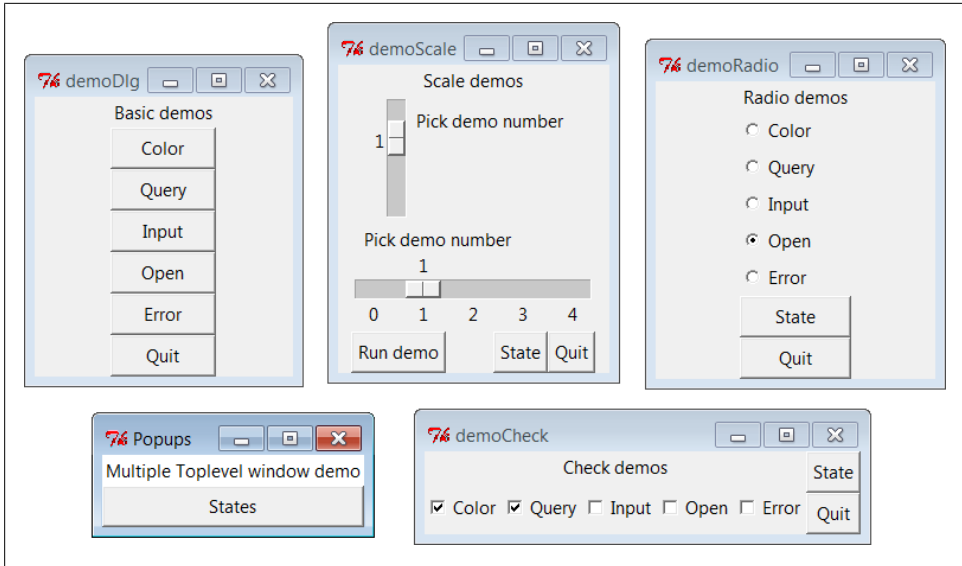 demoDlg
Basic demos
Color
Query
Input
Open
Error
Quit
demoScale
Scale demos
Pick demo number
1
Pick demo number
1
0 1 2 3 4
Run demo State Quit
demoRadio
Radio demos
Color
Query
Input
Open
Error
State
Quit
Popups
Multiple Toplevel window demo
States
demoCheck
Check demos
State
Color Query Input Open Error
Quit